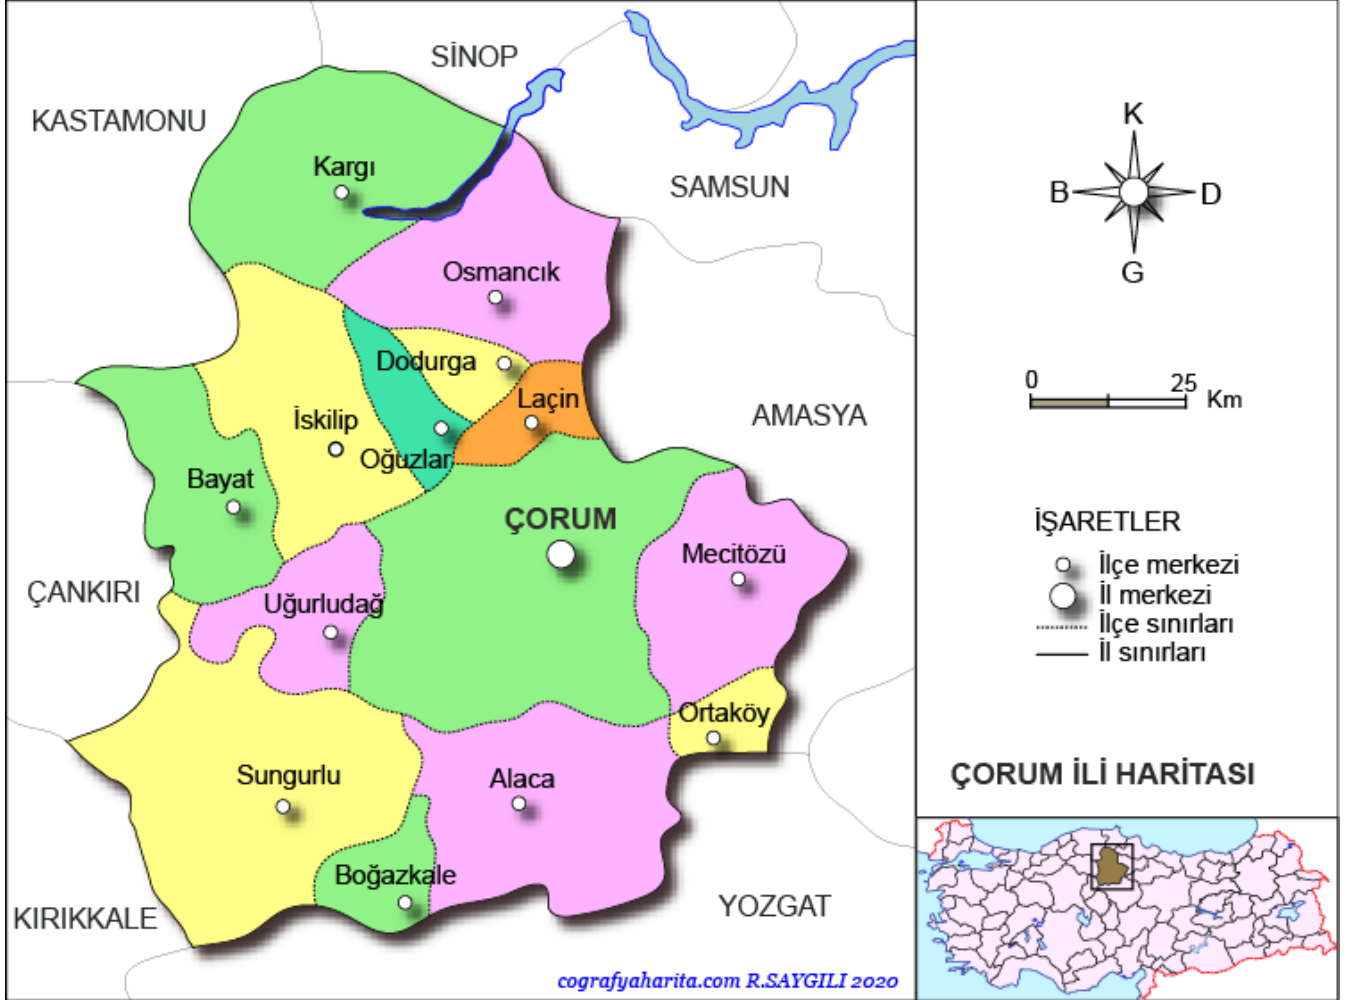 SİNOP
KASTAMONU
Kargı
SAMSUN
Osmancık
Dodurga
Laçin
AMASYA
İskilip
Oğuzlar
Bayat
ÇORUM
Mecitözü
ÇANKIRI
Uğurludağ
Ortaköy
Sungurlu
Alaca
Boğazkale
YOZGAT
KIRIKKALE
cografyaharita.com R.SAYGILI 2020
K
B D
G
0 25
Km
İŞARETLER
İlçe merkezi
İl merkezi
İlçe sınırları
İl sınırları
ÇORUM İLİ HARİTASI